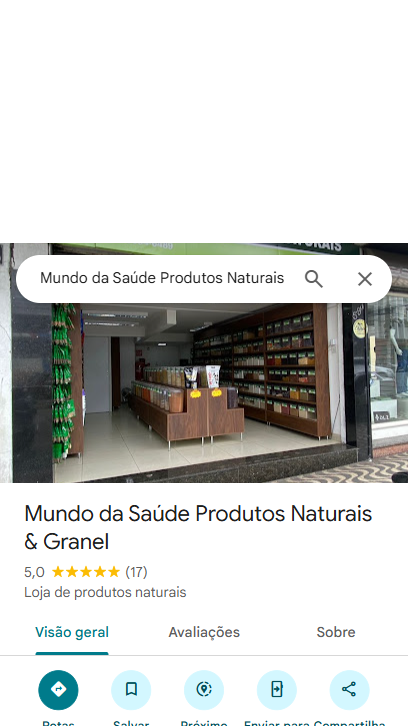 Mundo da Saúde Produtos Naturais
Mundo da Saúde Produtos Naturais
& Granel
5,0 (17)
Loja de produtos naturais
Visão geral
Avaliações
Sobre
Rotas
Salvar
Próximo
Enviar para
Compartilha